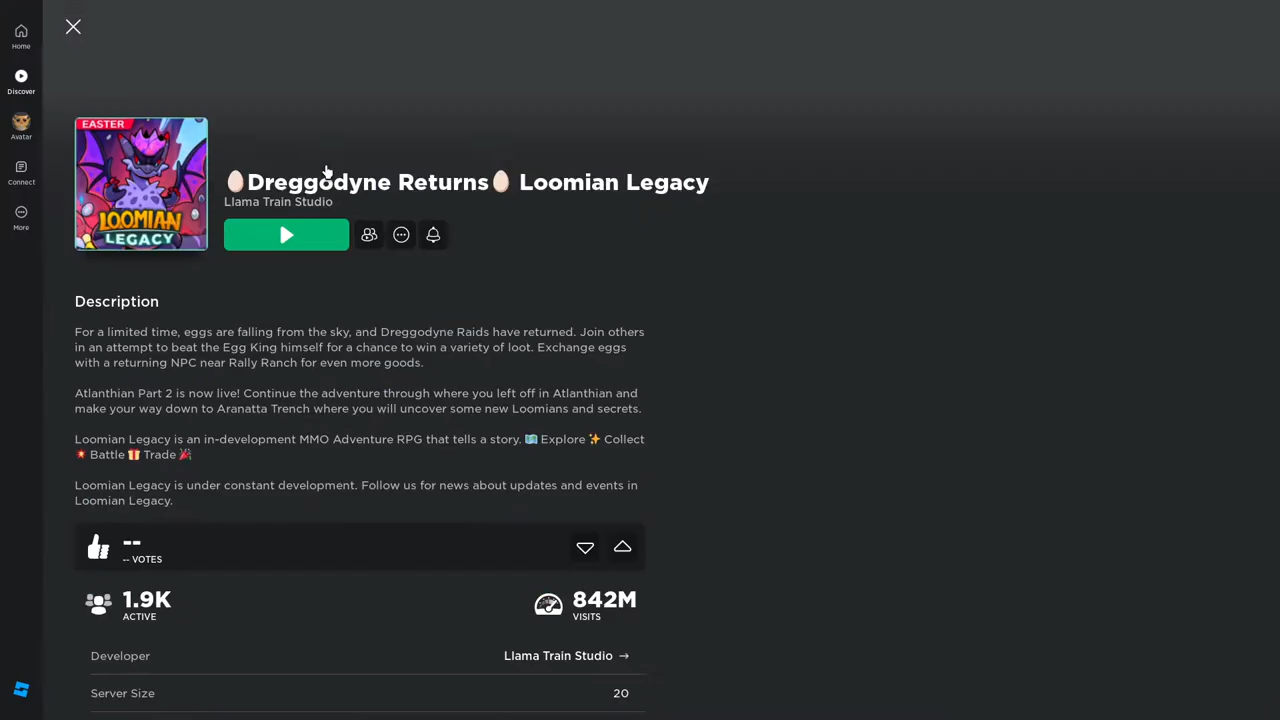 Home
Discover
Avatar
Connect
More
EASTER
LOOMIAN
LEGACY
🥚Dreggodyne Returns🥚 Loomian Legacy
Llama Train Studio
Description
For a limited time, eggs are falling from the sky, and Dreggodyne Raids have returned. Join others
in an attempt to beat the Egg King himself for a chance to win a variety of loot. Exchange eggs
with a returning NPC near Rally Ranch for even more goods.
Atlanthian Part 2 is now live! Continue the adventure through where you left off in Atlanthian and
make your way down to Aranatta Trench where you will uncover some new Loomians and secrets.
Loomian Legacy is an in-development MMO Adventure RPG that tells a story. 🗺️ Explore ✨ Collect
💥 Battle 🎁 Trade 🎉
Loomian Legacy is under constant development. Follow us for news about updates and events in
Loomian Legacy.
--
-- VOTES
1.9K
ACTIVE
842M
VISITS
Developer
Llama Train Studio →
Server Size
20